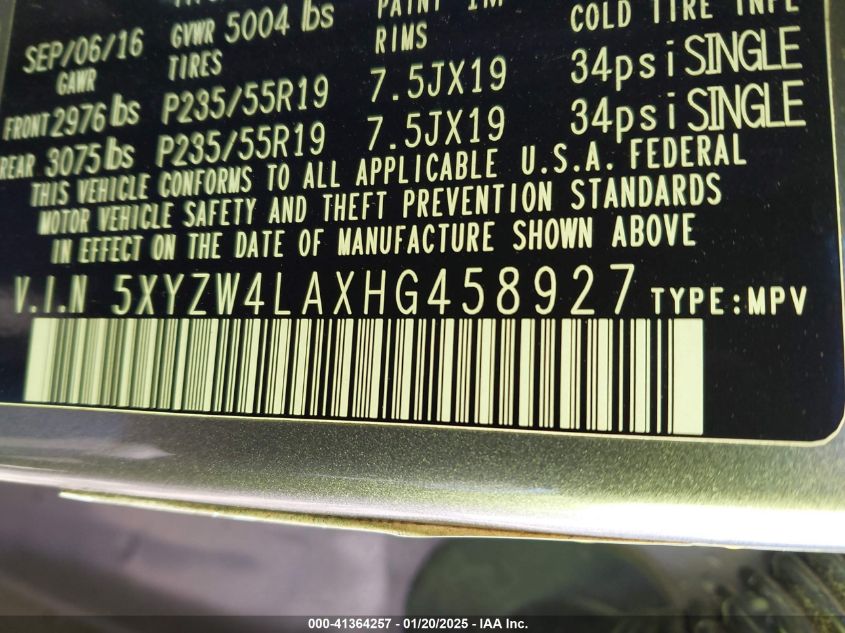 COLD TIRE INFL
SEP/06/16 GVWR 5004 lbs PAINT
GAWR TIRES RIMS
FRONT 2976 lbs P235/55R19 7.5JX19 34psi SINGLE
REAR 3075 lbs P235/55R19 7.5JX19 34psi SINGLE
THIS VEHICLE CONFORMS TO ALL APPLICABLE U.S.A. FEDERAL
MOTOR VEHICLE SAFETY AND THEFT PREVENTION STANDARDS
IN EFFECT ON THE DATE OF MANUFACTURE SHOWN ABOVE
V.I.N 5XYZW4LAXHG458927 TYPE:MPV
000-41364257 - 01/20/2025 - IAA Inc.